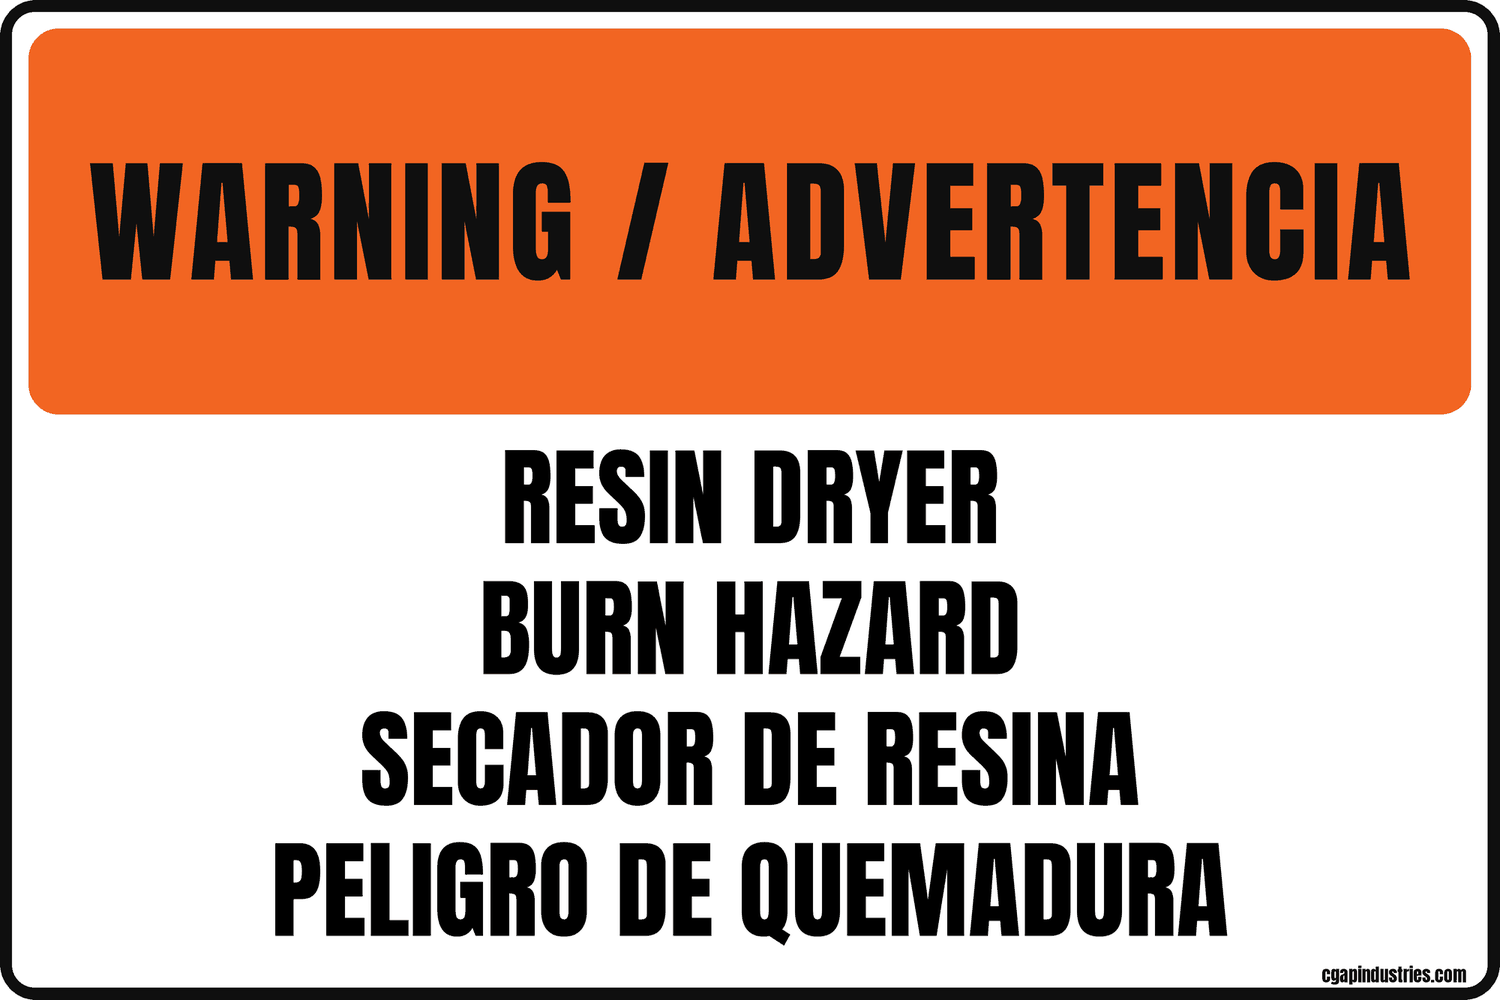 WARNING / ADVERTENCIA
RESIN DRYER
BURN HAZARD
SECADOR DE RESINA
PELIGRO DE QUEMADURA
cgapindustries.com